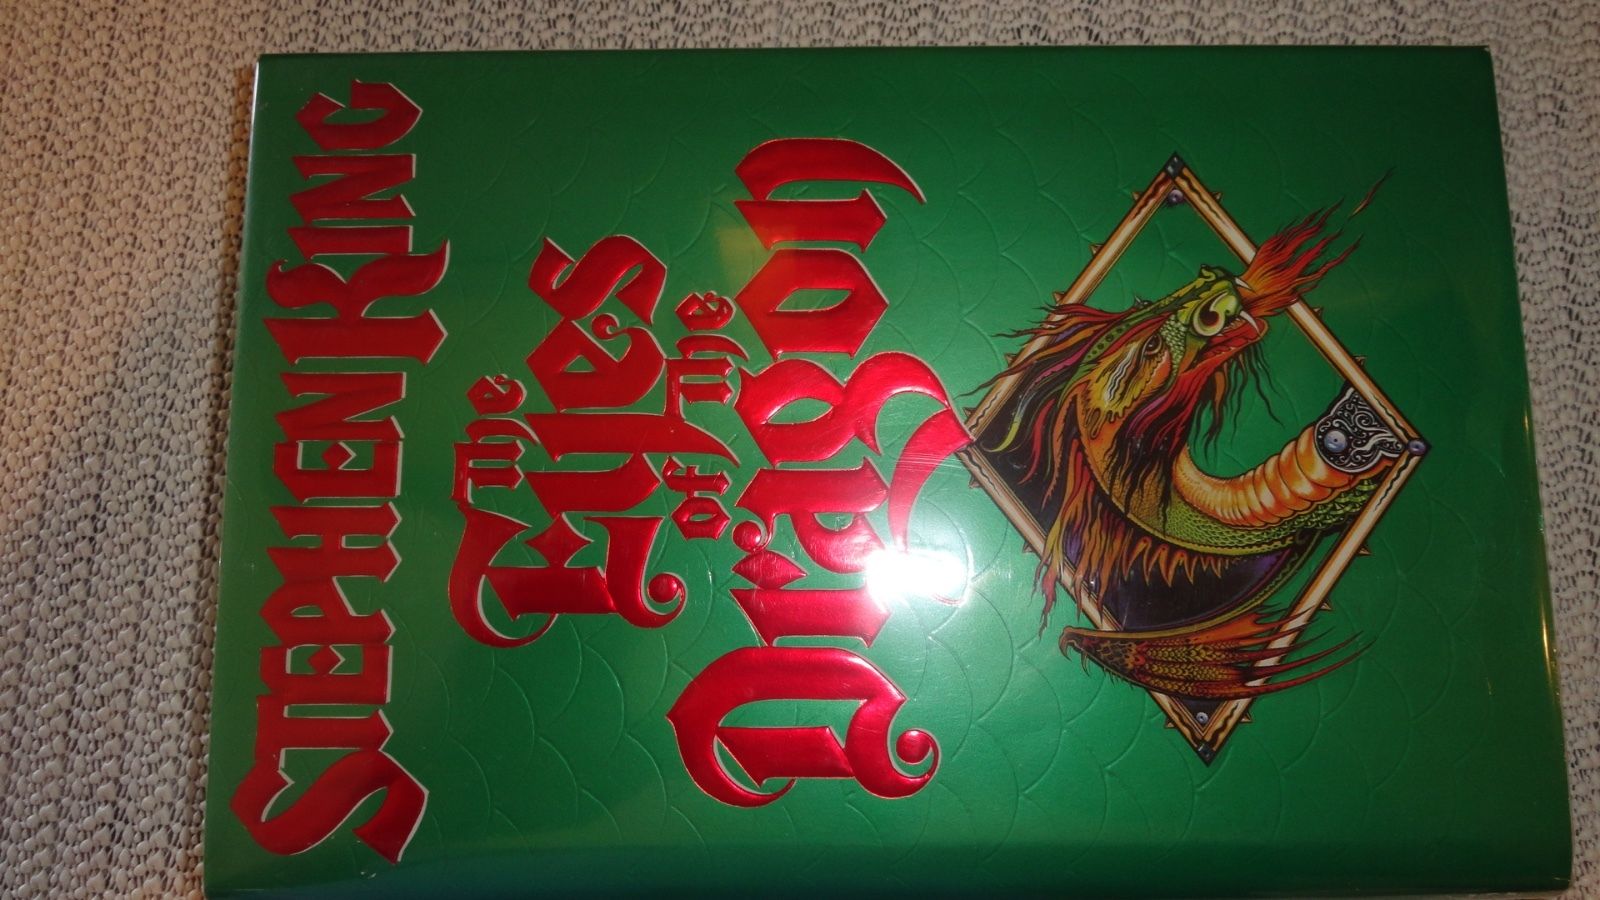 STEPHEN KING
The
Eyes
of the
Dragon